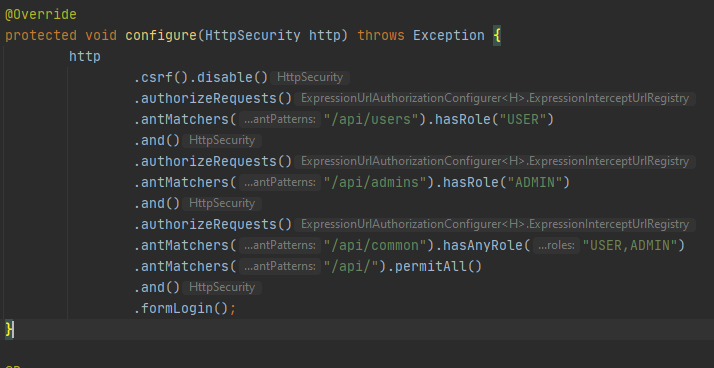 @Override
protected void configure(HttpSecurity http) throws Exception {
http
.csrf().disable() HttpSecurity
.authorizeRequests() ExpressionUrlAuthorizationConfigurer<H>.ExpressionInterceptUrlRegistry
.antMatchers( ...antPatterns: "/api/users").hasRole("USER")
.and() HttpSecurity
.authorizeRequests() ExpressionUrlAuthorizationConfigurer<H>.ExpressionInterceptUrlRegistry
.antMatchers( ...antPatterns: "/api/admins").hasRole("ADMIN")
.and() HttpSecurity
.authorizeRequests() ExpressionUrlAuthorizationConfigurer<H>.ExpressionInterceptUrlRegistry
.antMatchers( ...antPatterns: "/api/common").hasAnyRole( ...roles: "USER,ADMIN")
.antMatchers( ...antPatterns: "/api/").permitAll()
.and() HttpSecurity
.formLogin();
}